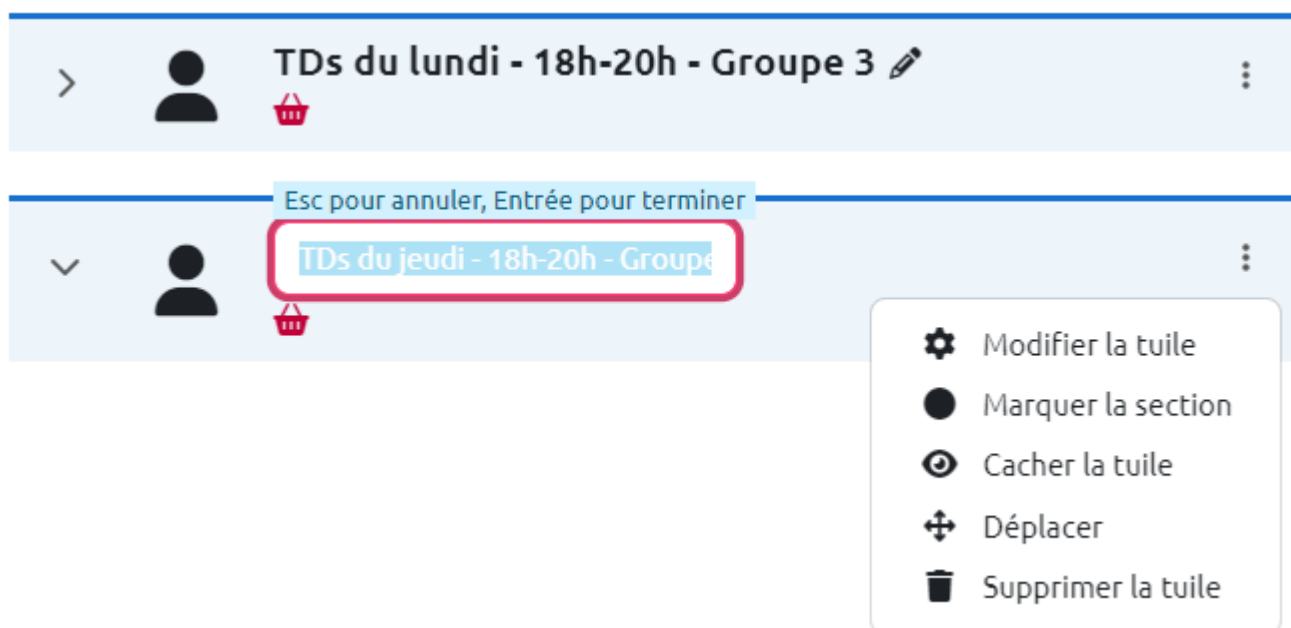 TDs du lundi - 18h-20h - Groupe 3
Esc pour annuler, Entrée pour terminer
TDs du jeudi - 18h-20h - Groupe
Modifier la tuile
Marquer la section
Cacher la tuile
Déplacer
Supprimer la tuile